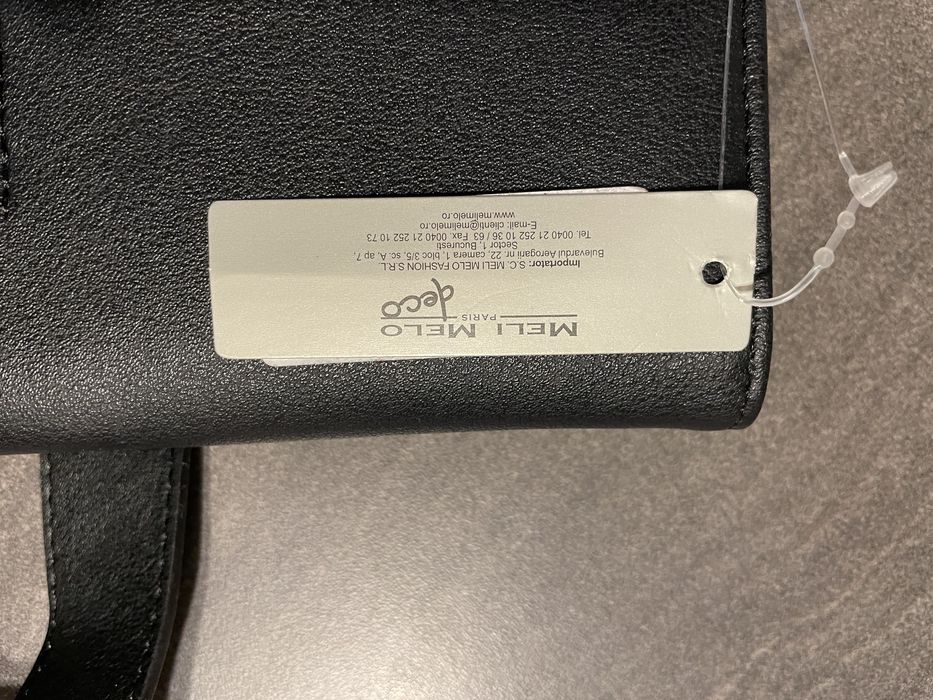 MELI MELO
PARIS
deco
Importator: S.C. MELI MELO FASHION S.R.L.
Bulevardul Aerogarii nr. 22, camera 1, bloc 3/5, sc. A, ap 7,
Sector 1, Bucuresti
Tel. 0040 21 252 10 36 / 63 Fax. 0040 21 252 10 73
E-mail: clienti@melimelo.ro
www.melimelo.ro